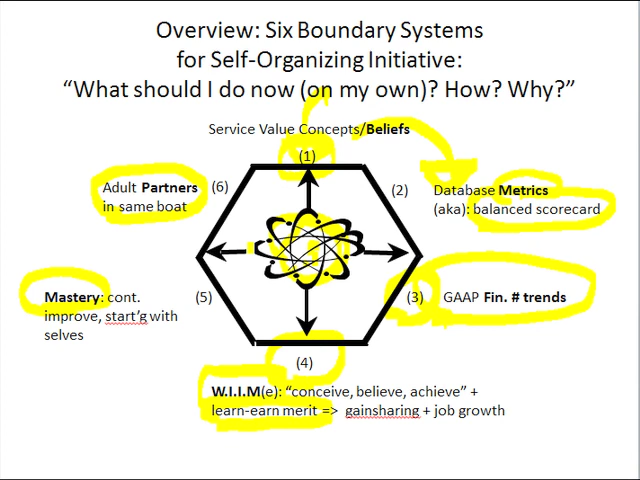 Overview: Six Boundary Systems
for Self-Organizing Initiative:
“What should I do now (on my own)? How? Why?”
Service Value Concepts/Beliefs
(1)
Adult Partners
in same boat
(6)
(2)
Database Metrics
(aka): balanced scorecard
Mastery: cont.
improve, start'g with
selves
(5)
(3)
GAAP Fin. # trends
(4)
W.I.I.M(e): “conceive, believe, achieve” +
learn-earn merit => gainsharing + job growth